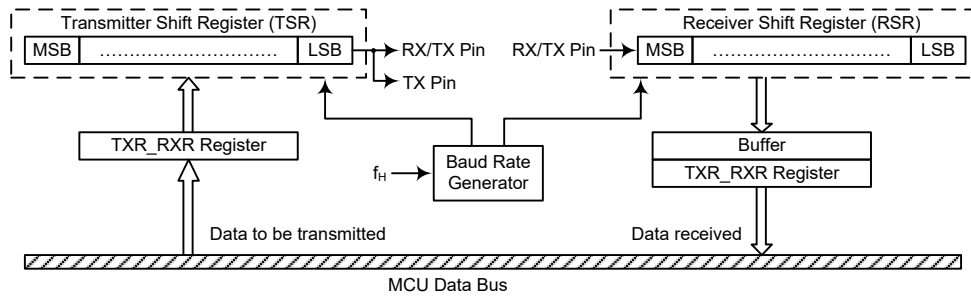 Transmitter Shift Register (TSR)
MSB ................................ LSB
RX/TX Pin
TX Pin
Receiver Shift Register (RSR)
RX/TX Pin
MSB ................................ LSB
TXR_RXR Register
fH
Baud Rate
Generator
Buffer
TXR_RXR Register
Data to be transmitted
Data received
MCU Data Bus